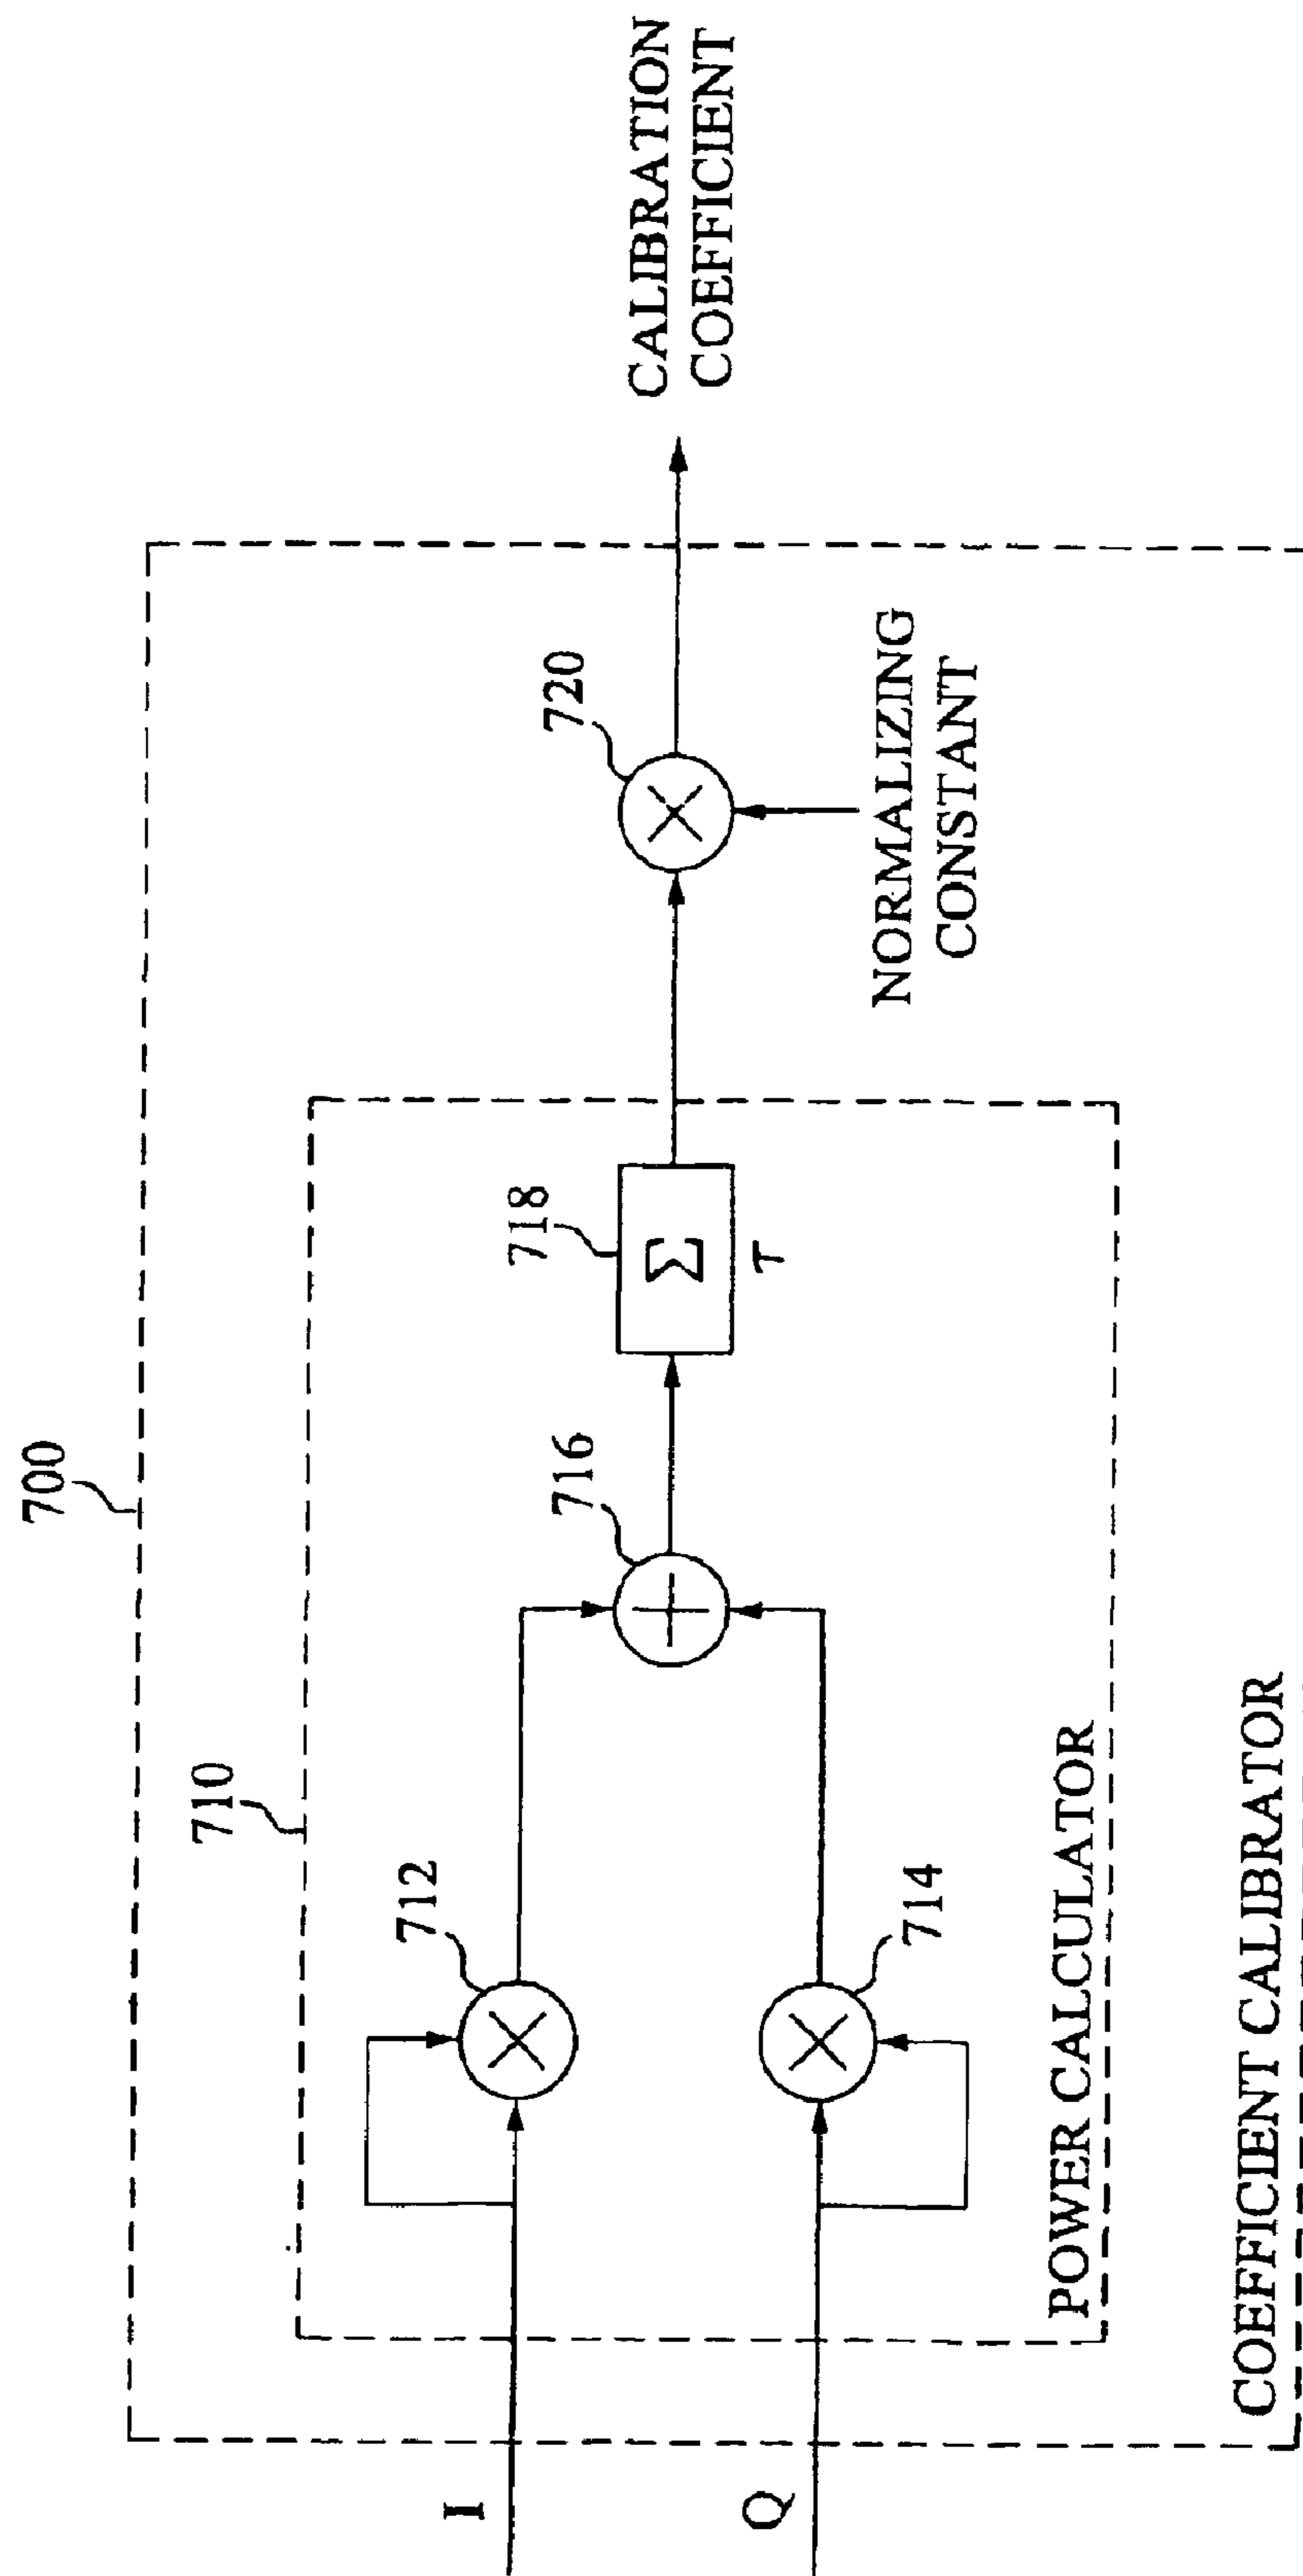 700
710
712
714
716
718
Σ
τ
720
I
Q
NORMALIZING
CONSTANT
CALIBRATION
COEFFICIENT
POWER CALCULATOR
COEFFICIENT CALIBRATOR